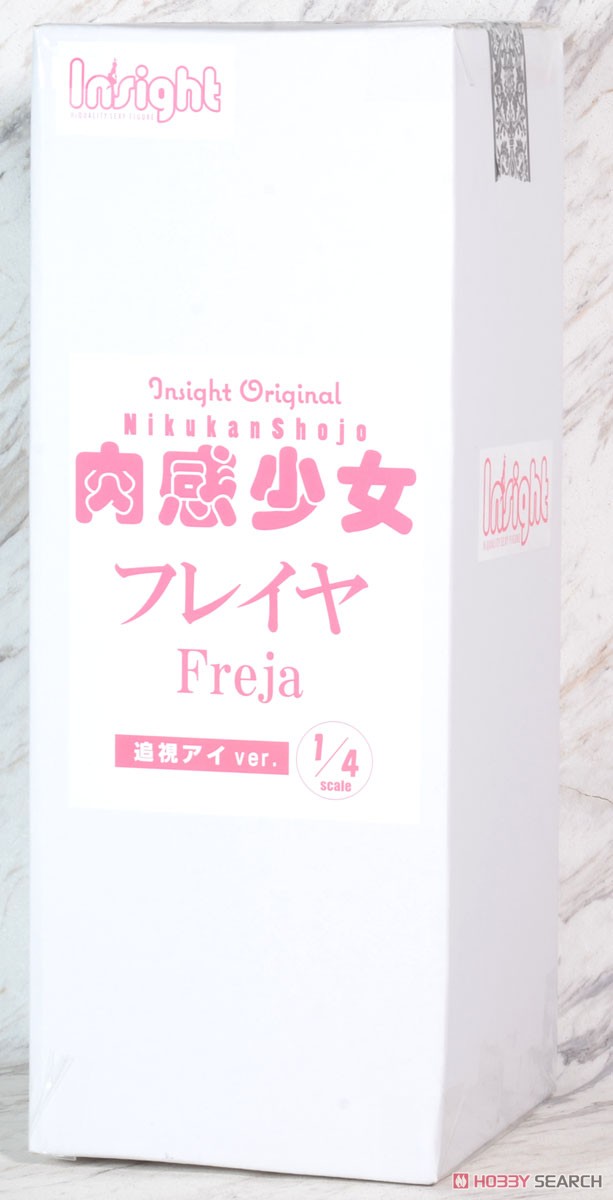 Insight
Insight Original
NikukanShojo
肉感少女
フレイヤ
Freja
追視アイ ver.
1/4
scale
Insight
HOBBY SEARCH